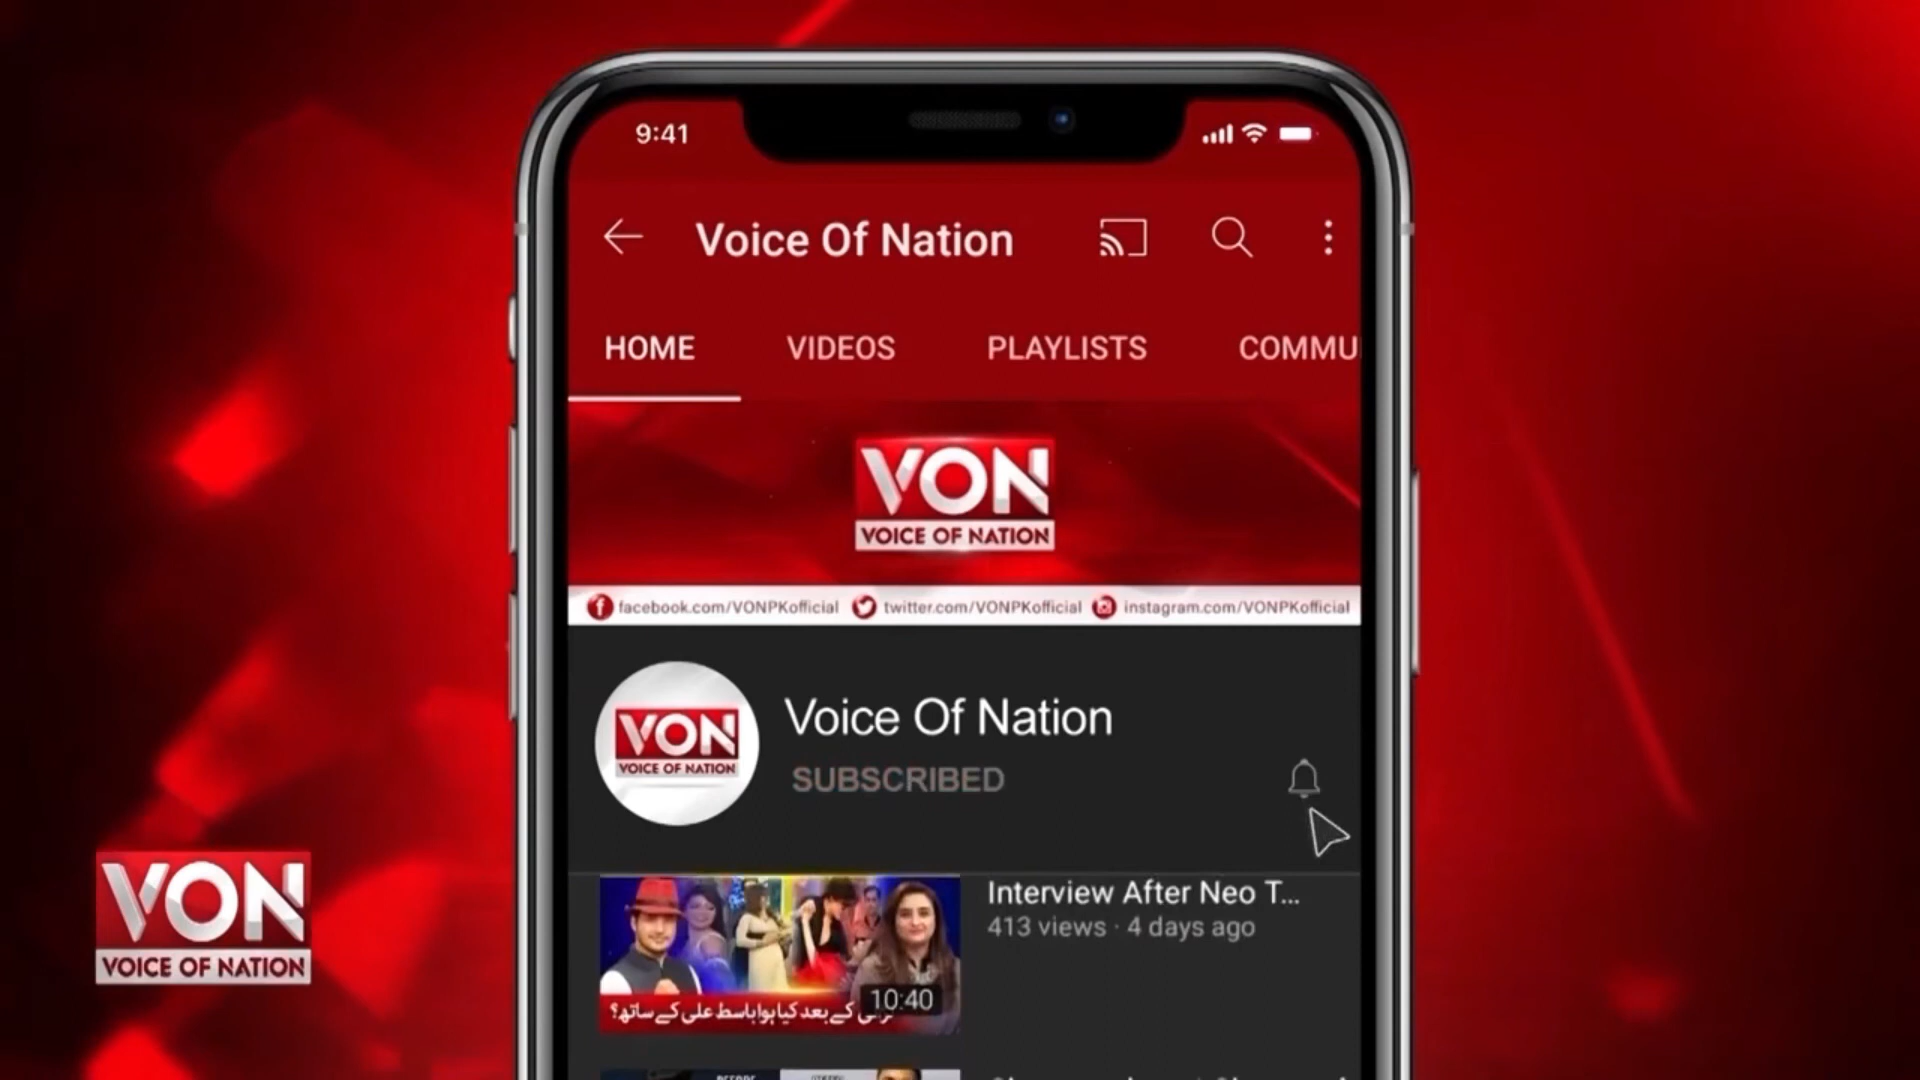 9:41
Voice Of Nation
HOME VIDEOS PLAYLISTS COMMU
VON
VOICE OF NATION
facebook.com/VONPKofficial twitter.com/VONPKofficial instagram.com/VONPKofficial
VON
VOICE OF NATION
Voice Of Nation
SUBSCRIBED
Interview After Neo T...
413 views · 4 days ago
10:40
کے بعد کیا ہوا باسط علی کے ساتھ؟
VON
VOICE OF NATION